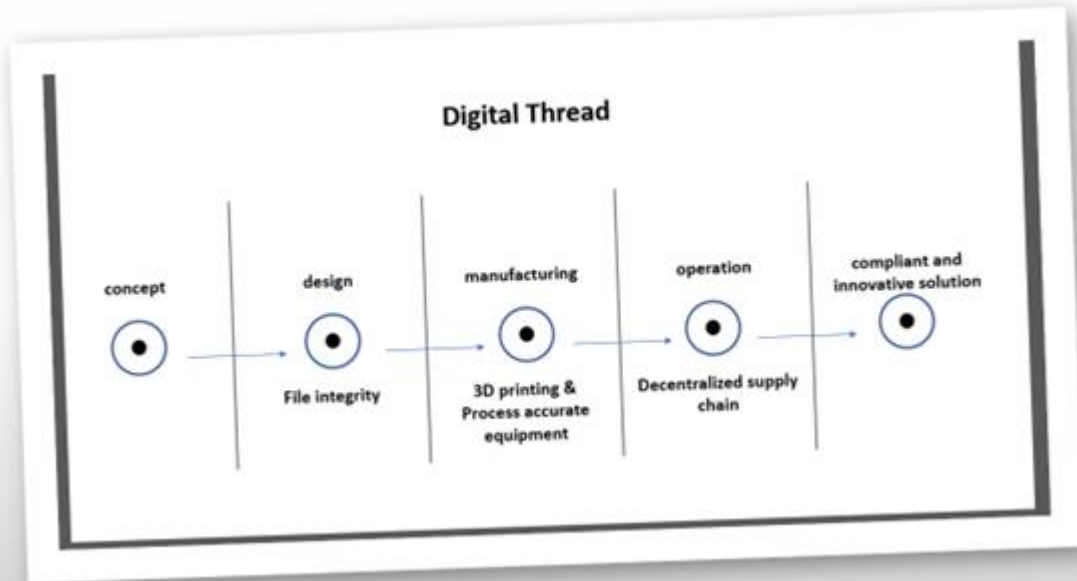 Digital Thread
concept
design
manufacturing
operation
compliant and
innovative solution
File integrity
3D printing &
Process accurate
equipment
Decentralized supply
chain